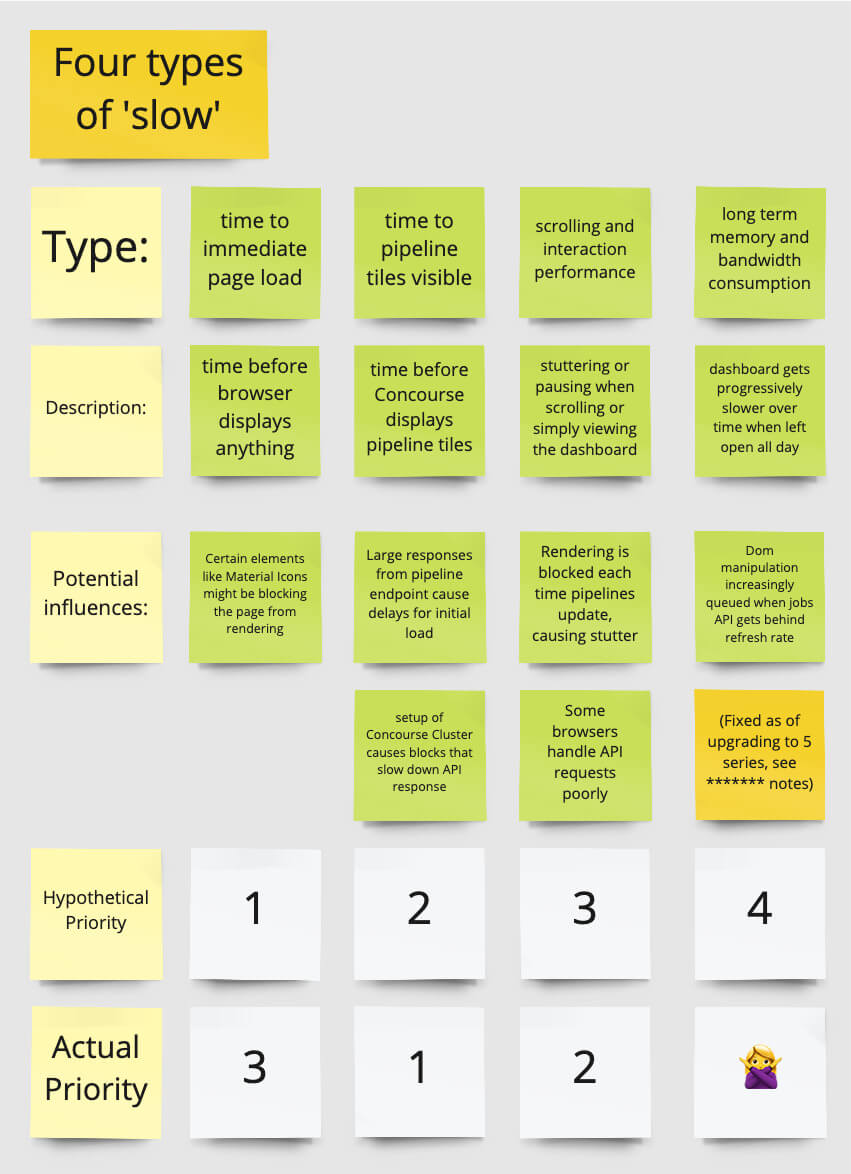 Four types
of 'slow'
Type:
time to
immediate
page load
time to
pipeline
tiles visible
scrolling and
interaction
performance
long term
memory and
bandwidth
consumption
Description:
time before
browser
displays
anything
time before
Concourse
displays
pipeline tiles
stuttering or
pausing when
scrolling or
simply viewing
the dashboard
dashboard gets
progressively
slower over
time when left
open all day
Potential
influences:
Certain elements
like Material Icons
might be blocking
the page from
rendering
Large responses
from pipeline
endpoint cause
delays for initial
load
Rendering is
blocked each
time pipelines
update,
causing stutter
Dom
manipulation
increasingly
queued when jobs
API gets behind
refresh rate
setup of
Concourse Cluster
causes blocks that
slow down API
response
Some
browsers
handle API
requests
poorly
(Fixed as of
upgrading to 5
series, see
******* notes)
Hypothetical
Priority
1
2
3
4
Actual
Priority
3
1
2